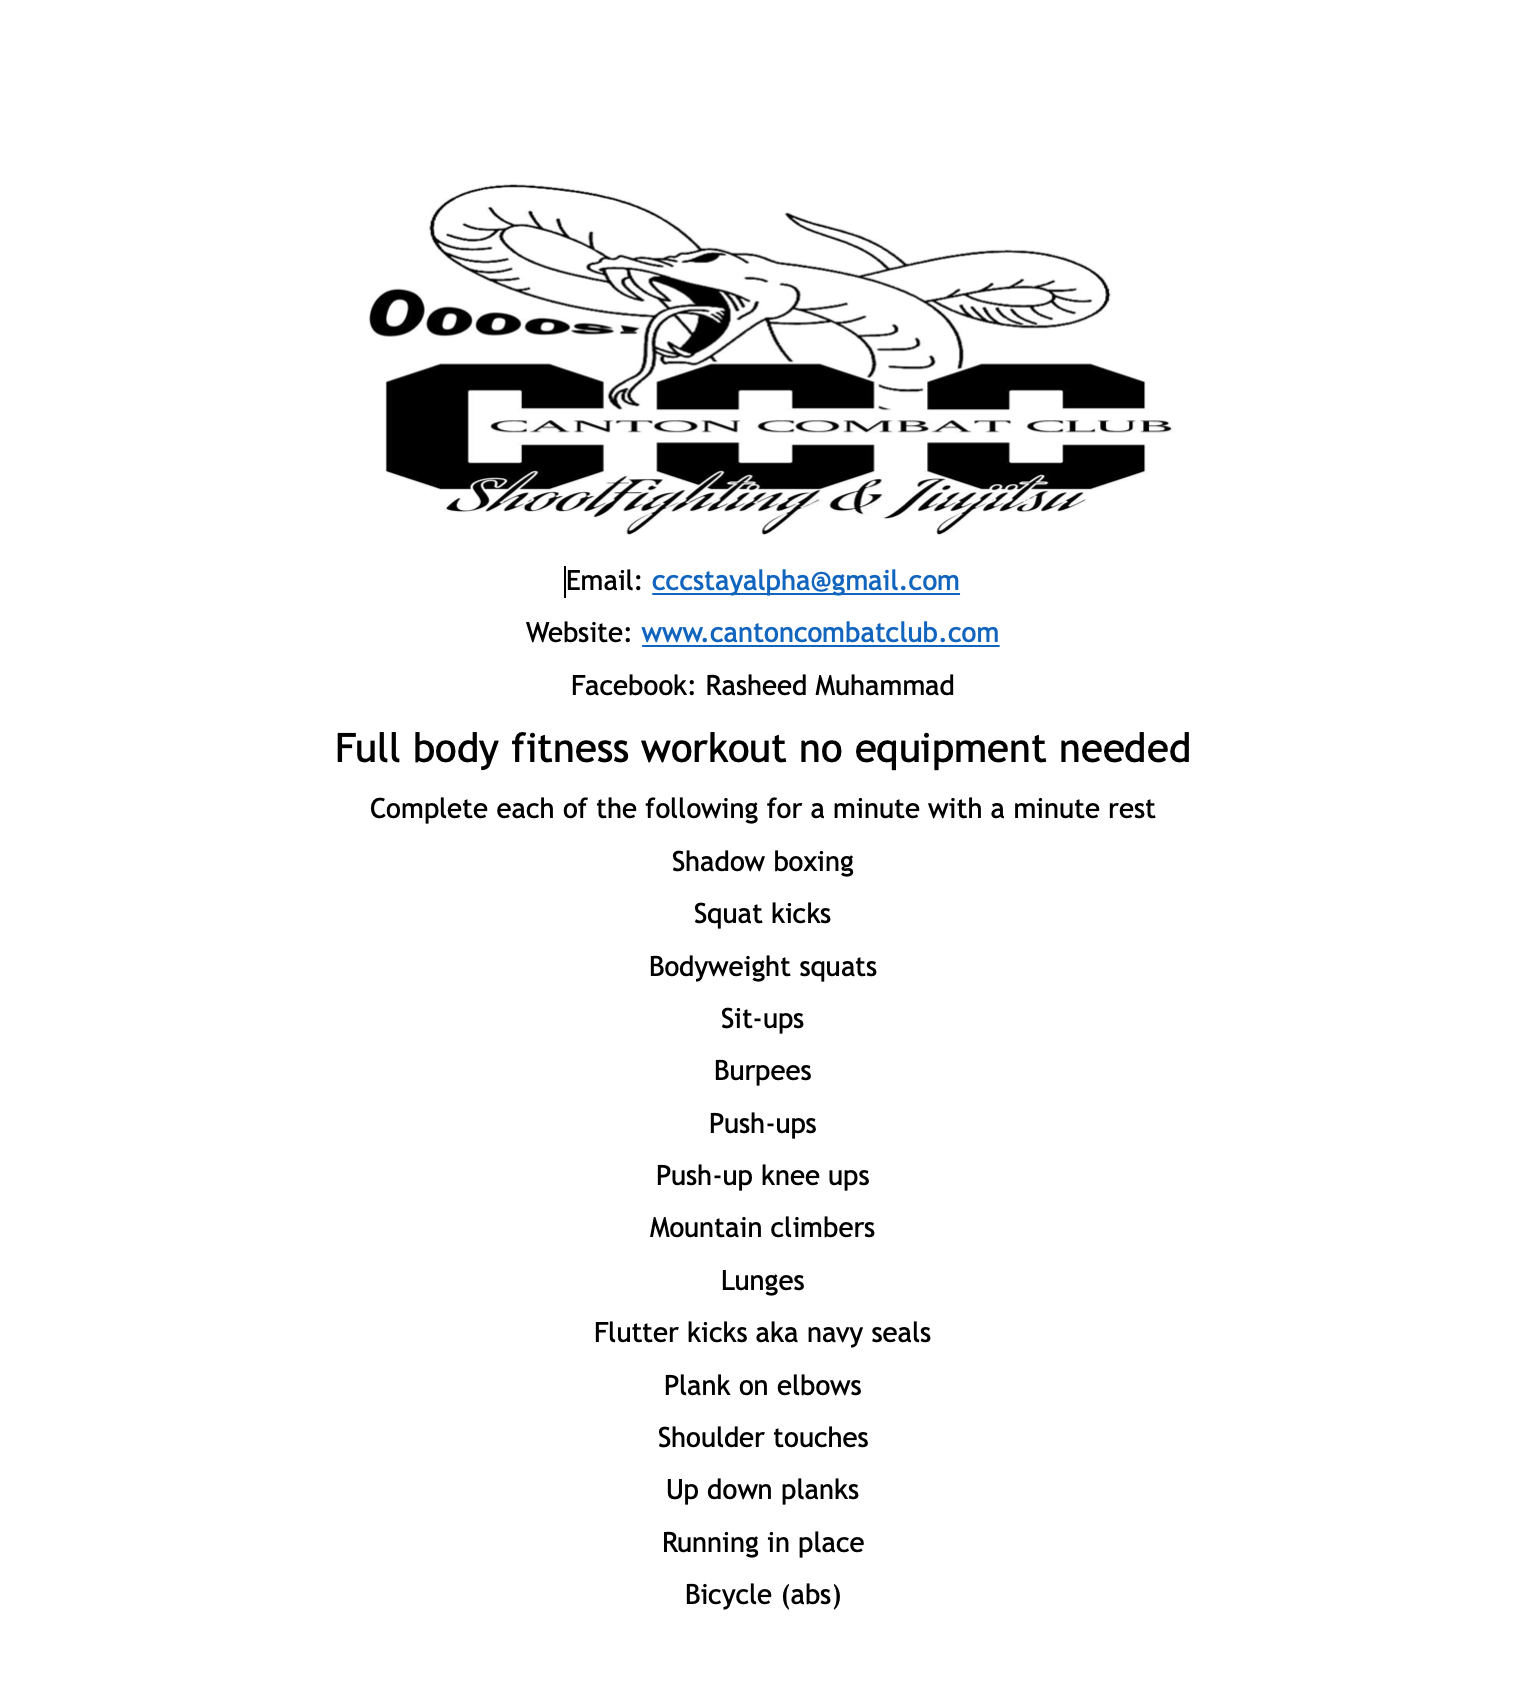 Oooos!
CANTON COMBAT CLUB
CCC
ShootFighting & Jiujitsu
Email: cccstayalpha@gmail.com
Website: www.cantoncombatclub.com
Facebook: Rasheed Muhammad
Full body fitness workout no equipment needed
Complete each of the following for a minute with a minute rest
Shadow boxing
Squat kicks
Bodyweight squats
Sit-ups
Burpees
Push-ups
Push-up knee ups
Mountain climbers
Lunges
Flutter kicks aka navy seals
Plank on elbows
Shoulder touches
Up down planks
Running in place
Bicycle (abs)